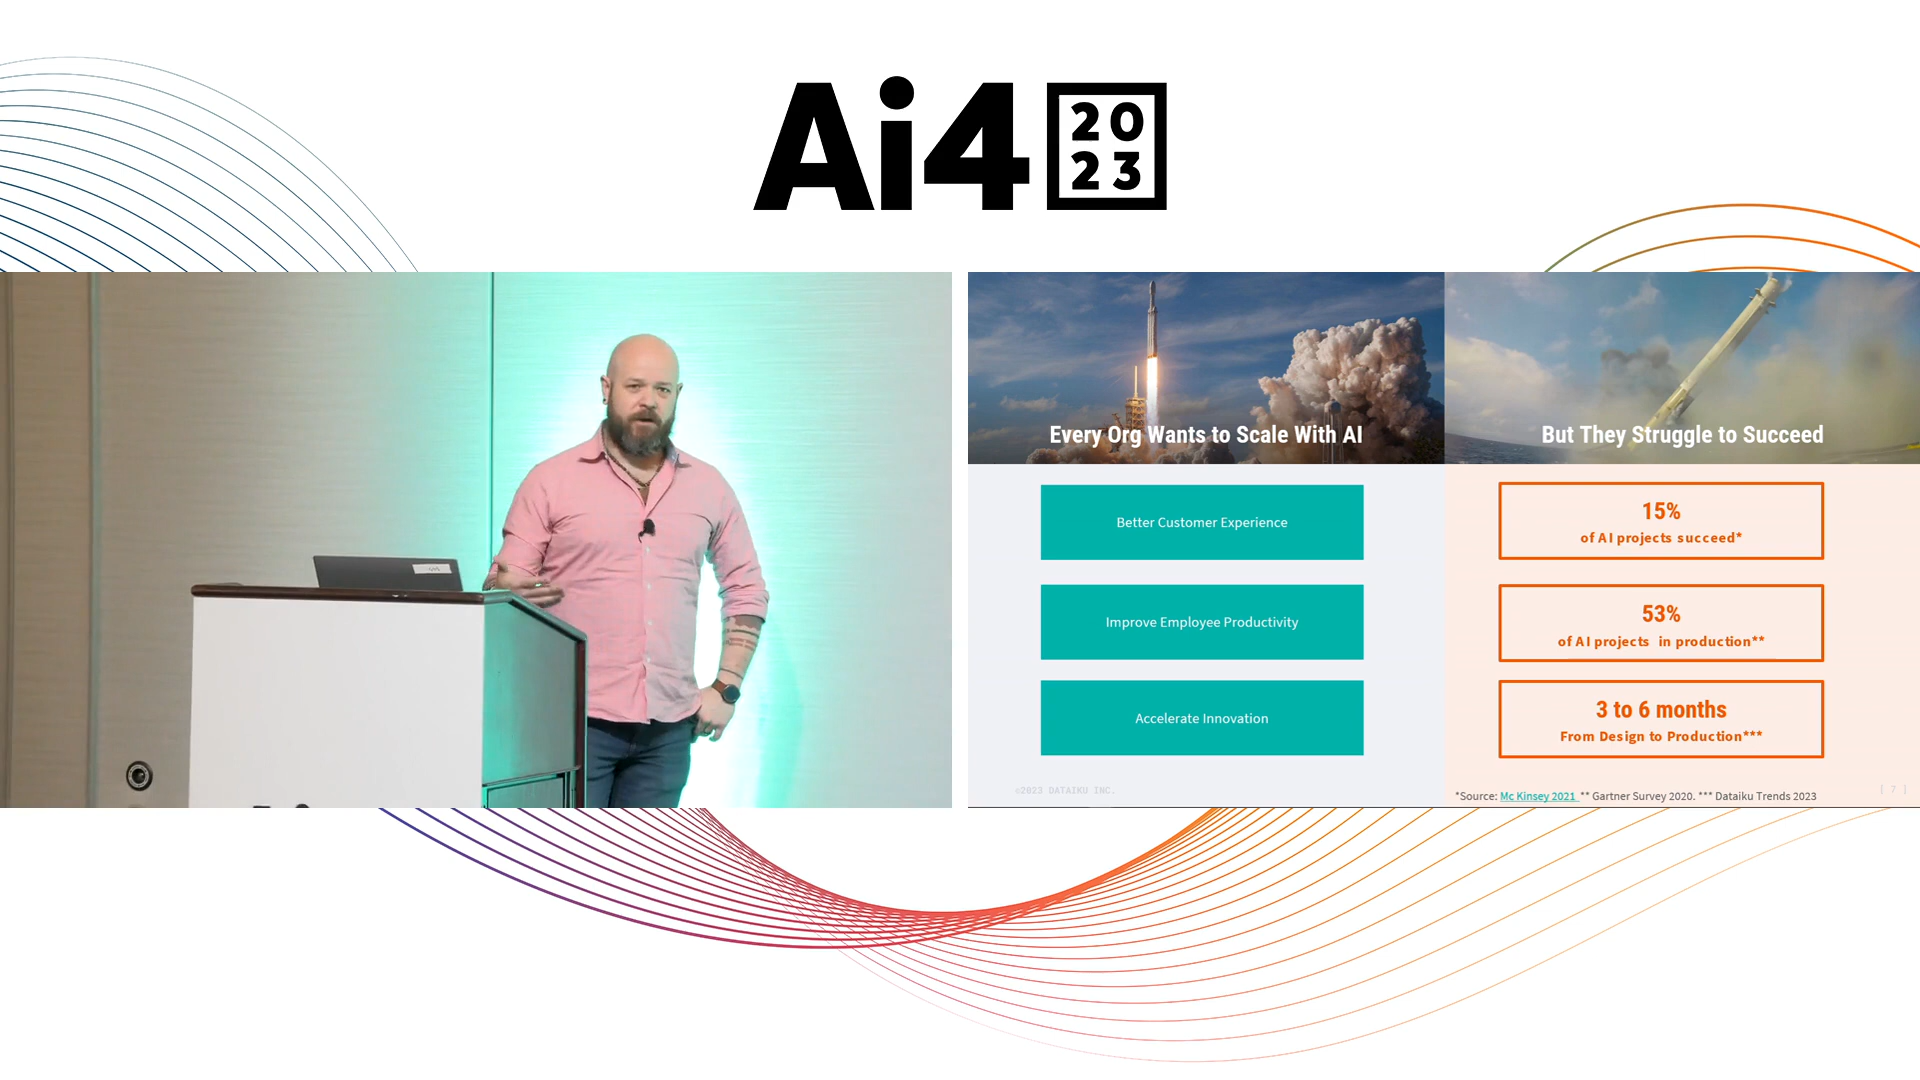 Ai4
20
23
Every Org Wants to Scale With AI
But They Struggle to Succeed
Better Customer Experience
Improve Employee Productivity
Accelerate Innovation
15%
of AI projects succeed*
53%
of AI projects in production**
3 to 6 months
From Design to Production***
©2023 DATAIKU INC.
*Source: Mc Kinsey 2021 ** Gartner Survey 2020. *** Dataiku Trends 2023
| 7 |